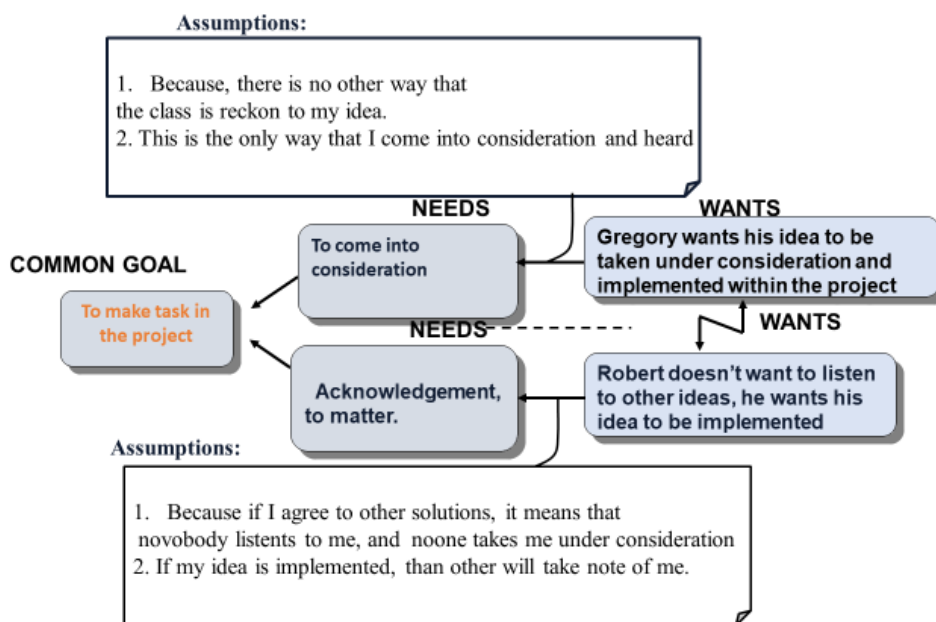 Assumptions:
1. Because, there is no other way that
the class is reckon to my idea.
2. This is the only way that I come into consideration and heard
NEEDS
WANTS
To come into
consideration
Gregory wants his idea to be
taken under consideration and
implemented within the project
COMMON GOAL
To make task in
the project
NEEDS
WANTS
Acknowledgement,
to matter.
Robert doesn't want to listen
to other ideas, he wants his
idea to be implemented
Assumptions:
1. Because if I agree to other solutions, it means that
novobody listents to me, and noone takes me under consideration
2. If my idea is implemented, than other will take note of me.